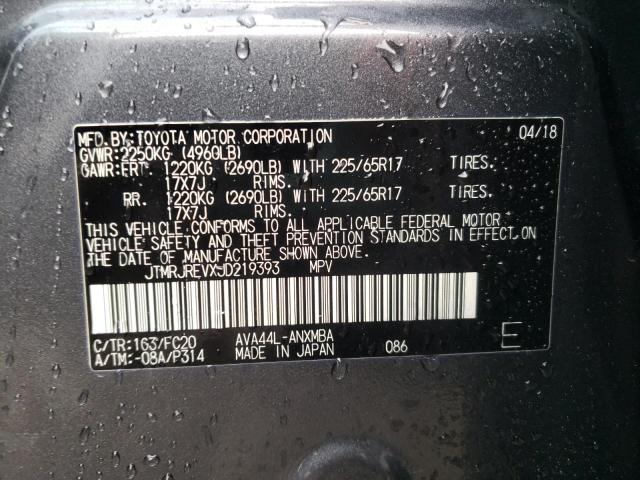 MFD. BY: TOYOTA MOTOR CORPORATION 04/18
GVWR: 2250KG (4960LB)
GAWR: FRT. 1220KG (2690LB) WITH 225/65R17 TIRES.
17X7J RIMS.
RR. 1220KG (2690LB) WITH 225/65R17 TIRES.
17X7J RIMS.
THIS VEHICLE CONFORMS TO ALL APPLICABLE FEDERAL MOTOR
VEHICLE SAFETY AND THEFT PREVENTION STANDARDS IN EFFECT ON
THE DATE OF MANUFACTURE SHOWN ABOVE.
JTMRJREVXJD219393 MPV
C/TR: 1G3/FC20 AVA44L-ANXMBA
A/TM: -08A/P314 MADE IN JAPAN 086 E